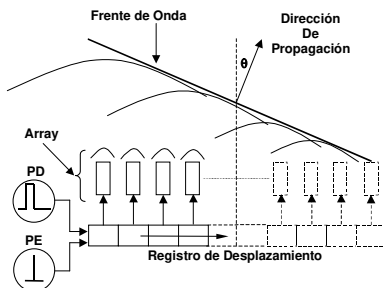 Frente de Onda
Dirección
De
Propagación
θ
Array
PD
PE
Registro de Desplazamiento